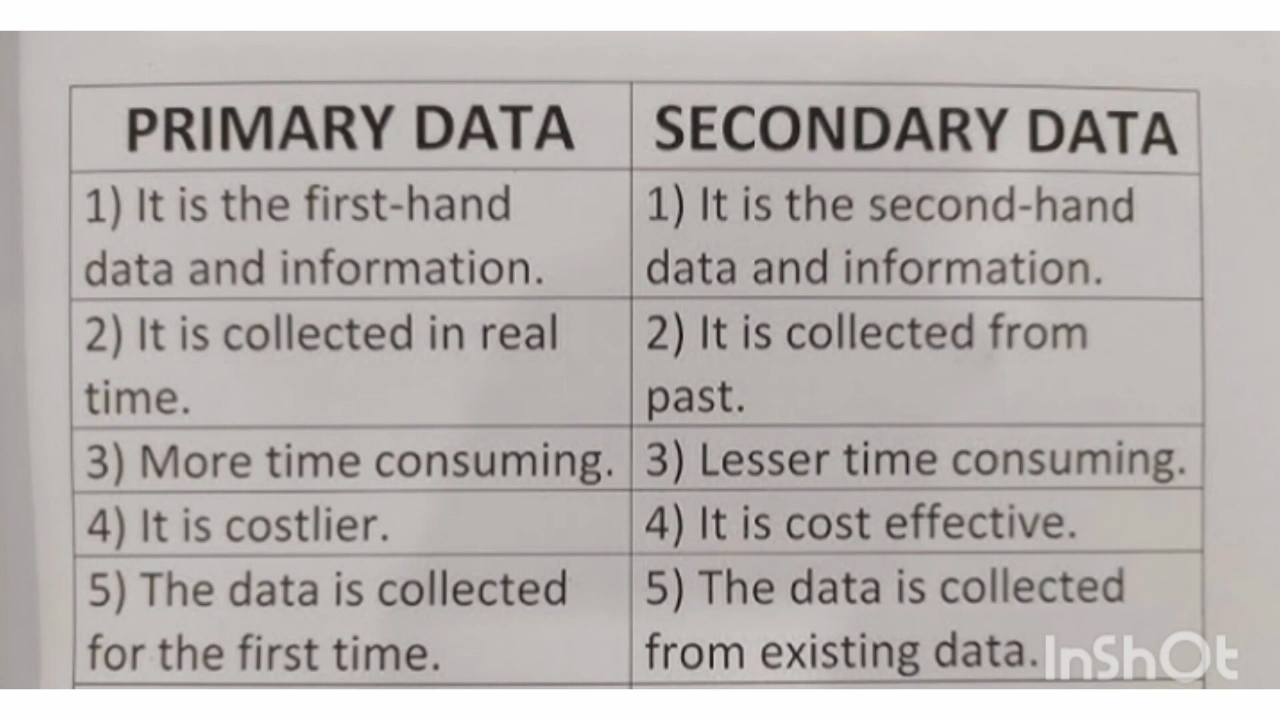 PRIMARY DATA
SECONDARY DATA
1) It is the first-hand
data and information.
1) It is the second-hand
data and information.
2) It is collected in real
time.
2) It is collected from
past.
3) More time consuming.
3) Lesser time consuming.
4) It is costlier.
4) It is cost effective.
5) The data is collected
for the first time.
5) The data is collected
from existing data.
InShOt